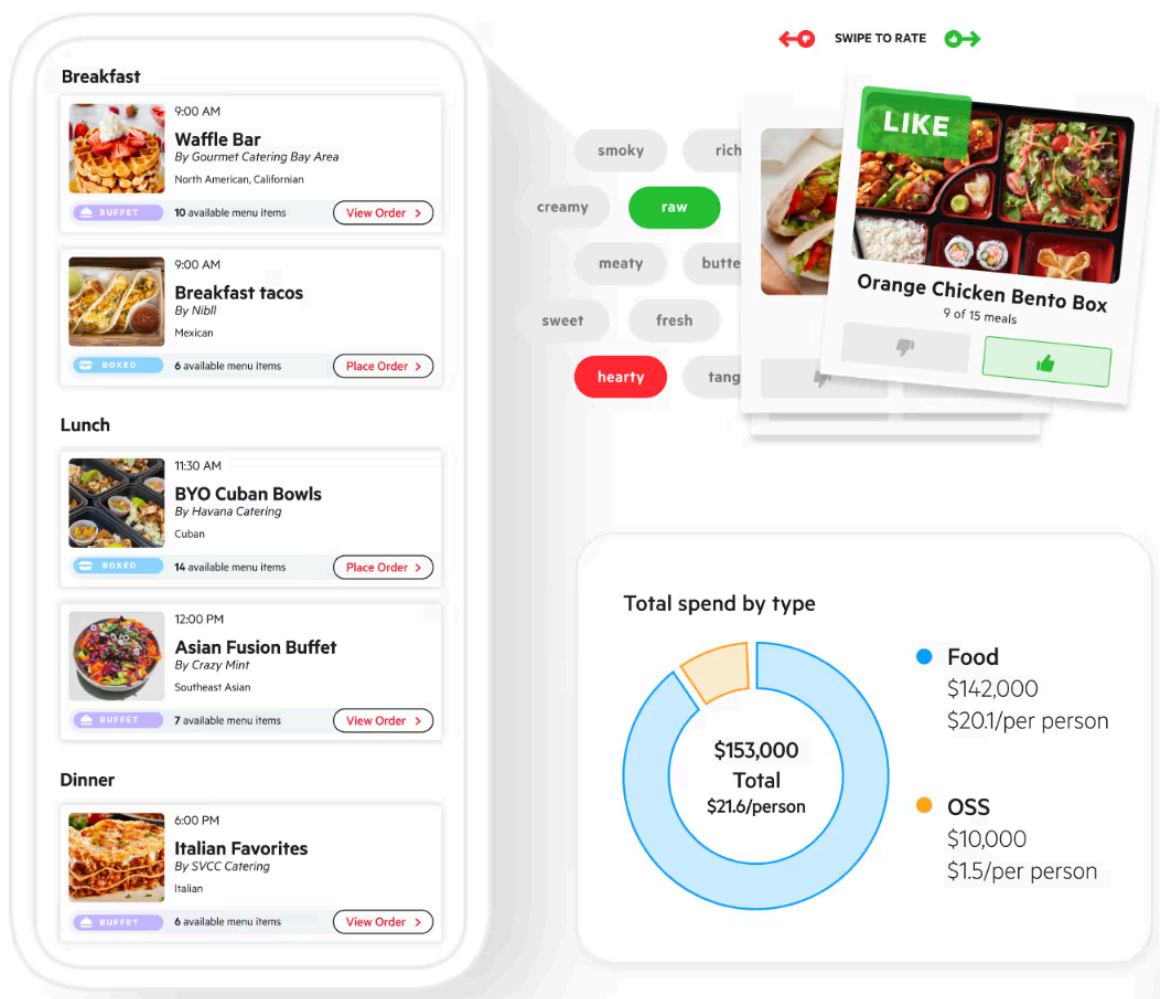 Breakfast
9:00 AM
Waffle Bar
By Gourmet Catering Bay Area
North American, Californian
BUFFET
10 available menu items
View Order >
9:00 AM
Breakfast tacos
By Nibll
Mexican
BOXED
6 available menu items
Place Order >
Lunch
11:30 AM
BYO Cuban Bowls
By Havana Catering
Cuban
BOXED
14 available menu items
Place Order >
12:00 PM
Asian Fusion Buffet
By Crazy Mint
Southeast Asian
BUFFET
7 available menu items
View Order >
Dinner
6:00 PM
Italian Favorites
By SVCC Catering
Italian
BUFFET
6 available menu items
View Order >
SWIPE TO RATE
smoky
rich
creamy
raw
meaty
butte
sweet
fresh
hearty
tang
LIKE
Orange Chicken Bento Box
9 of 15 meals
Total spend by type
$153,000
Total
$21.6/person
Food
$142,000
$20.1/per person
OSS
$10,000
$1.5/per person